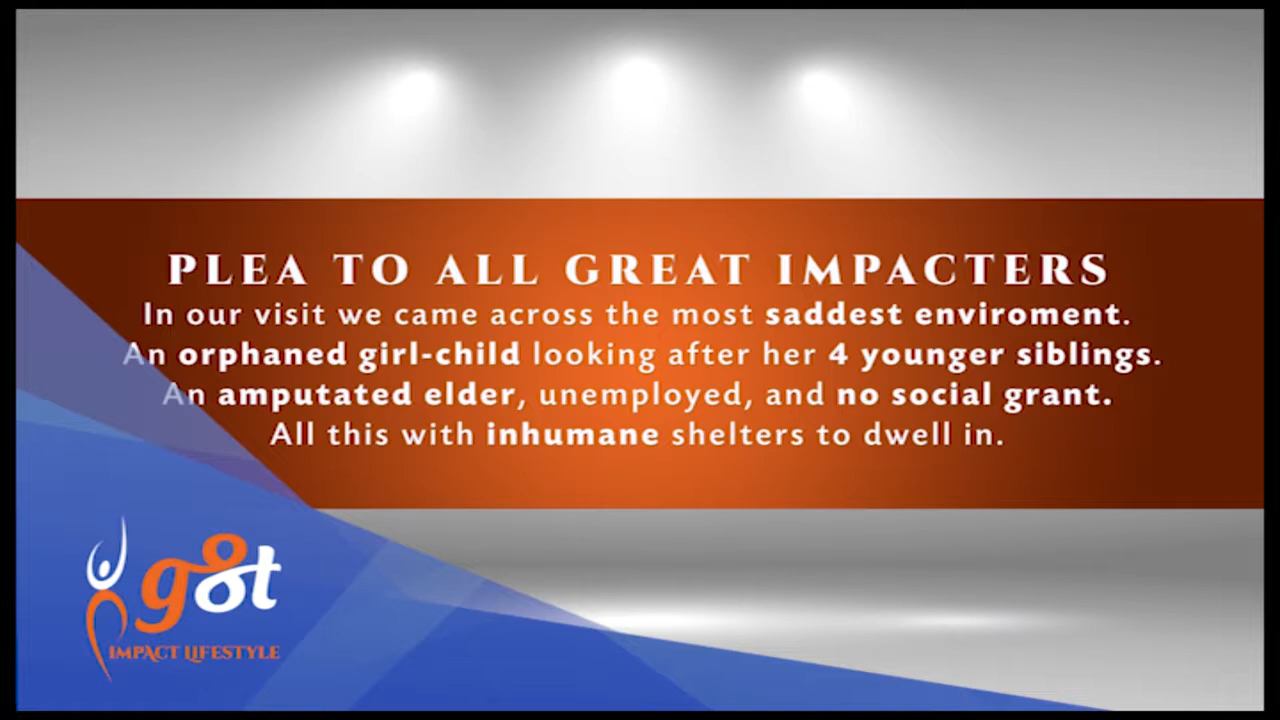 PLEA TO ALL GREAT IMPACTERS
In our visit we came across the most saddest enviroment.
An orphaned girl-child looking after her 4 younger siblings.
An amputated elder, unemployed, and no social grant.
All this with inhumane shelters to dwell in.
g8t
IMPACT LIFESTYLE